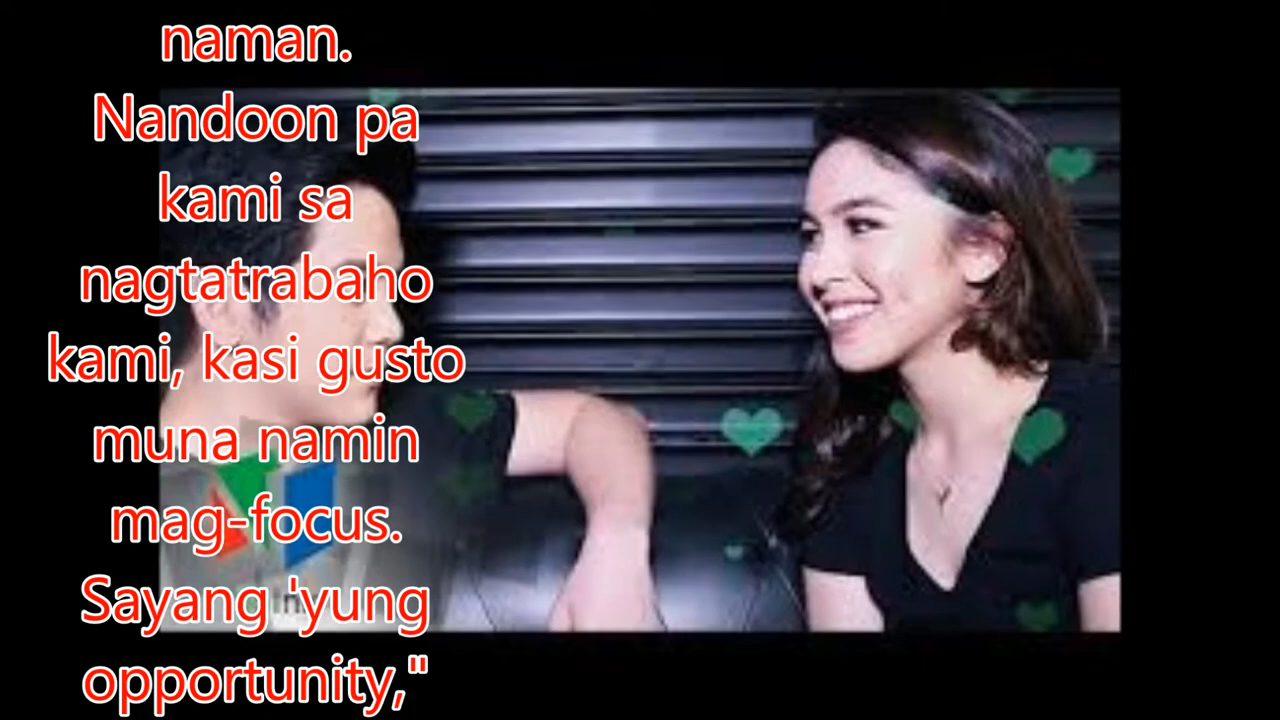 naman.
Nandoon pa
kami sa
nagtatrabaho
kami, kasi gusto
muna namin
mag-focus.
Sayang 'yung
opportunity,"